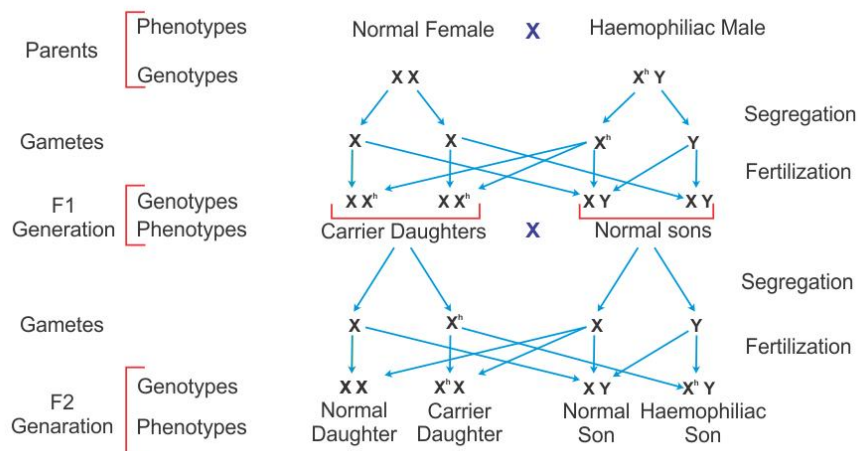 Phenotypes
Normal Female X Haemophiliac Male
Parents
Genotypes
X X Xʰ Y
Segregation
Gametes X X Xʰ Y
Fertilization
F1
Generation
Genotypes X Xʰ X Xʰ X Y X Y
Phenotypes
Carrier Daughters X Normal sons
Segregation
Gametes X Xʰ X Y
Fertilization
F2
Genaration
Genotypes X X Xʰ X X Y Xʰ Y
Phenotypes
Normal Carrier Normal Haemophiliac
Daughter Daughter Son Son